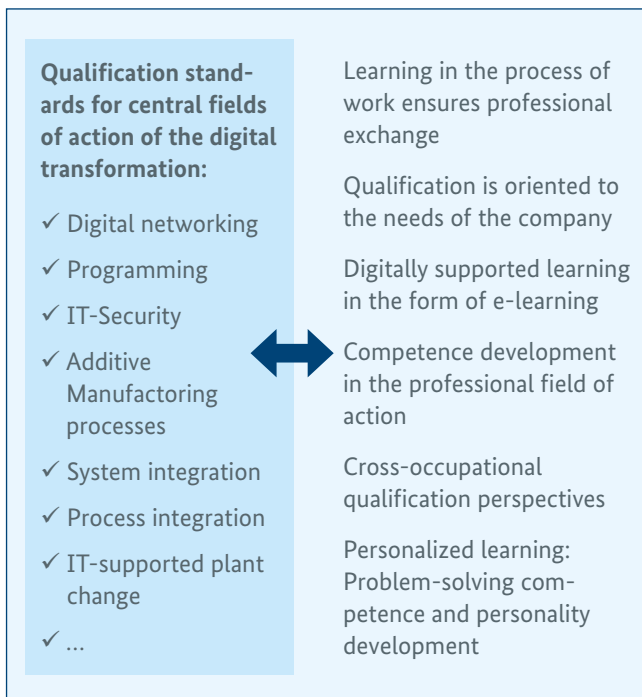 Qualification stand-
ards for central fields
of action of the digital
transformation:
✓ Digital networking
✓ Programming
✓ IT-Security
✓ Additive
Manufactoring
processes
✓ System integration
✓ Process integration
✓ IT-supported plant
change
✓ ...
Learning in the process of
work ensures professional
exchange
Qualification is oriented to
the needs of the company
Digitally supported learning
in the form of e-learning
Competence development
in the professional field of
action
Cross-occupational
qualification perspectives
Personalized learning:
Problem-solving com-
petence and personality
development